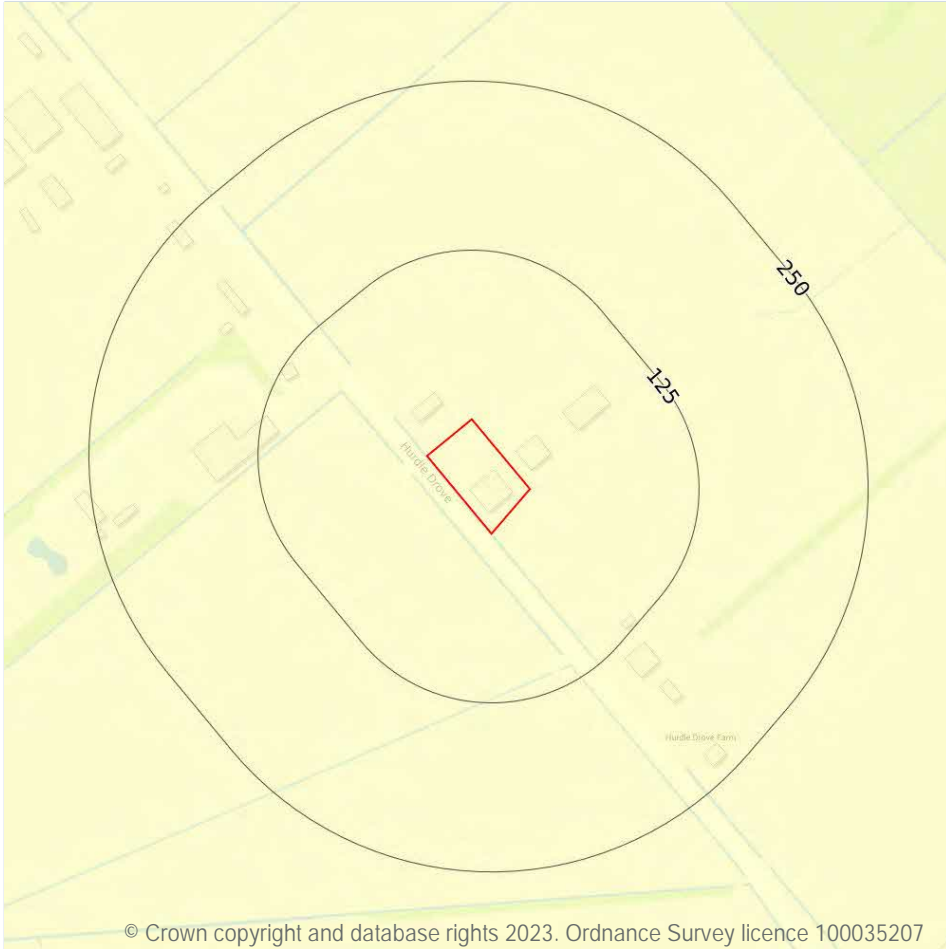 250
125
Hurdle Drove
Hurdle Drove Farm
© Crown copyright and database rights 2023. Ordnance Survey licence 100035207